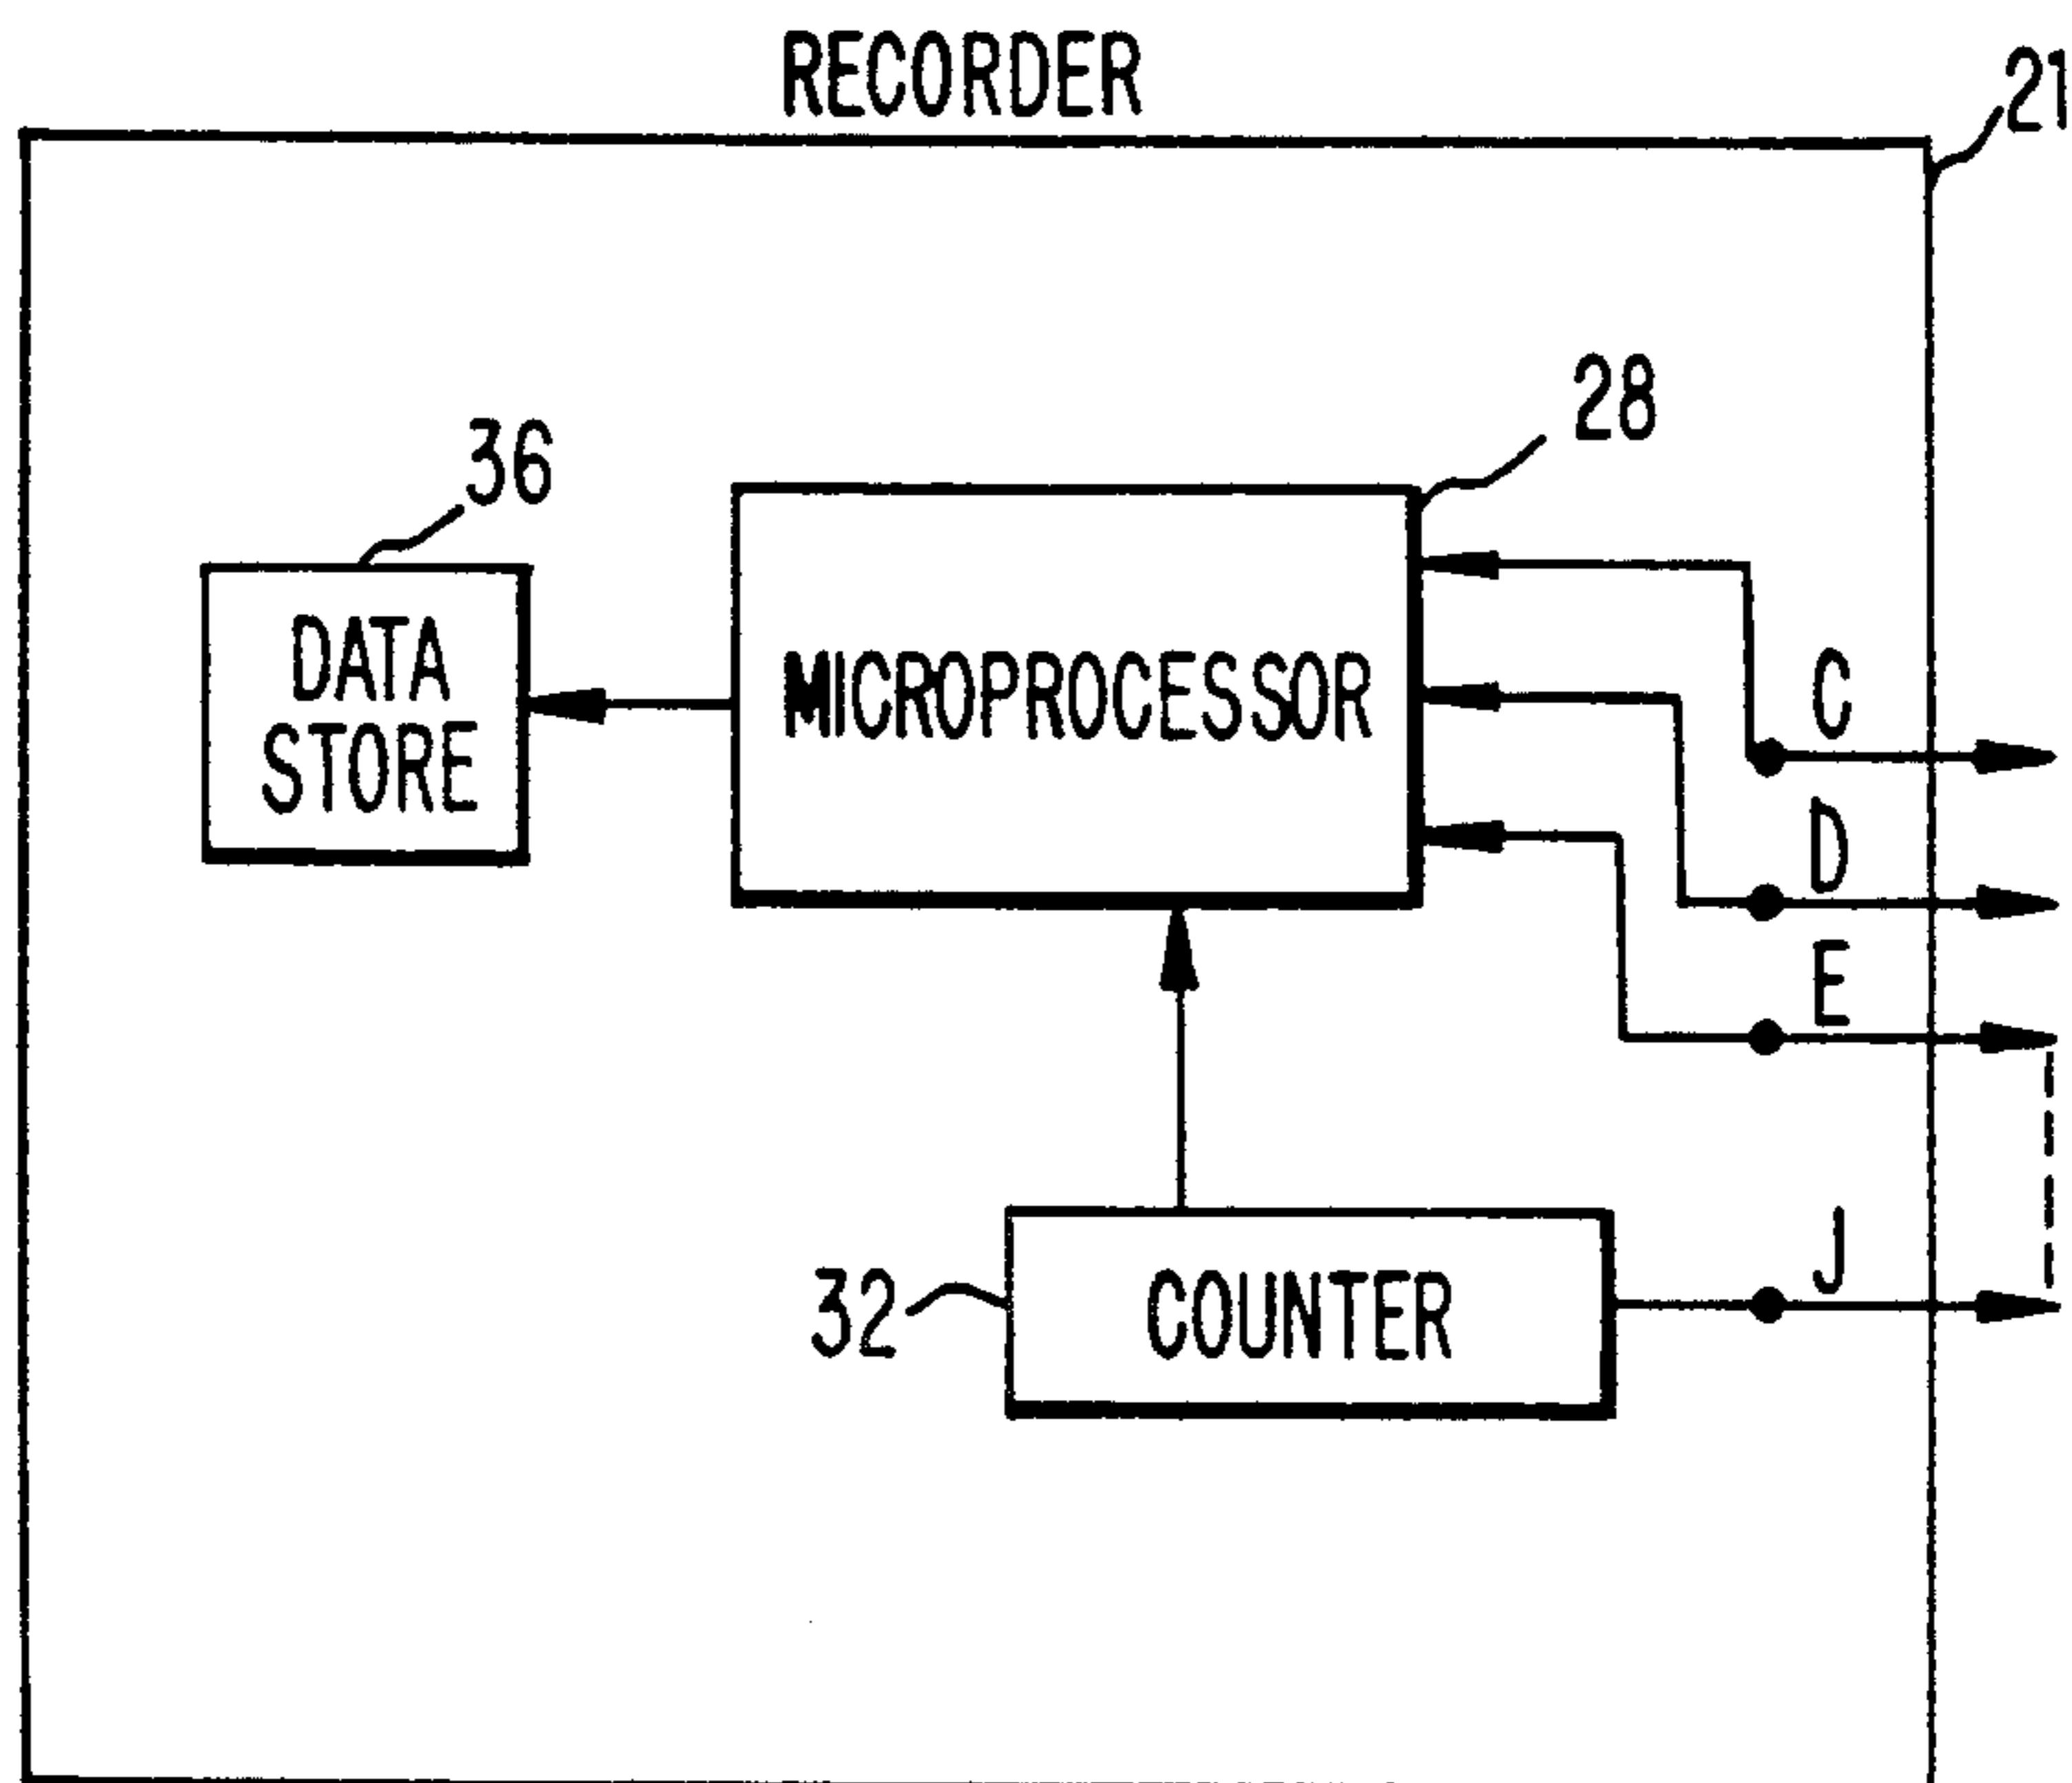 RECORDER
21
28
36
DATA
STORE
MICROPROCESSOR
C
D
E
J
32
COUNTER